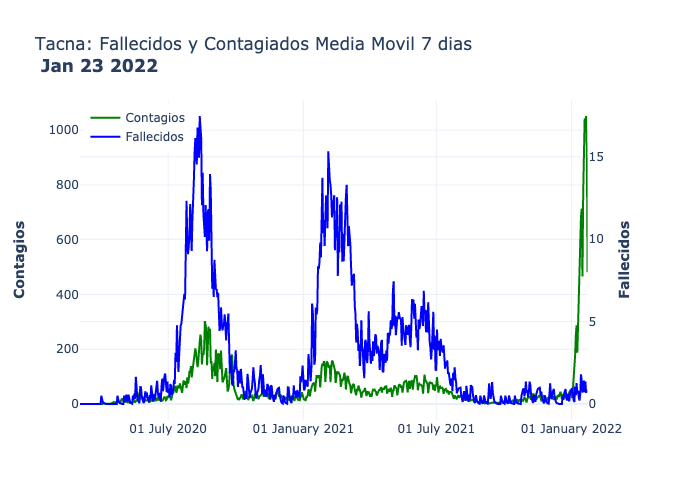 Tacna: Fallecidos y Contagiados Media Movil 7 dias
Jan 23 2022
Contagios
Fallecidos
1000
800
600
400
200
0
15
10
5
0
Contagios
Fallecidos
01 July 2020
01 January 2021
01 July 2021
01 January 2022